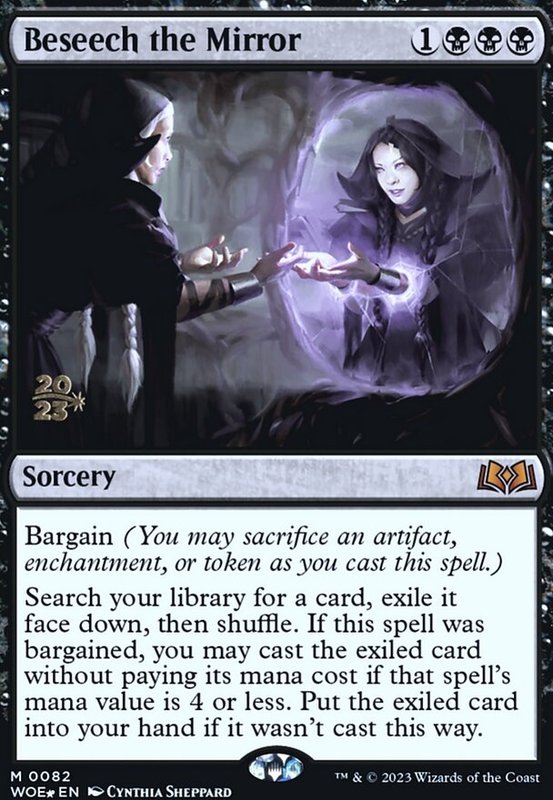 Beseech the Mirror 1
20
23
Sorcery
Bargain (You may sacrifice an artifact,
enchantment, or token as you cast this spell.)
Search your library for a card, exile it
face down, then shuffle. If this spell was
bargained, you may cast the exiled card
without paying its mana cost if that spell’s
mana value is 4 or less. Put the exiled card
into your hand if it wasn’t cast this way.
M 0082
WOE★EN Cynthia Sheppard
™ & © 2023 Wizards of the Coast